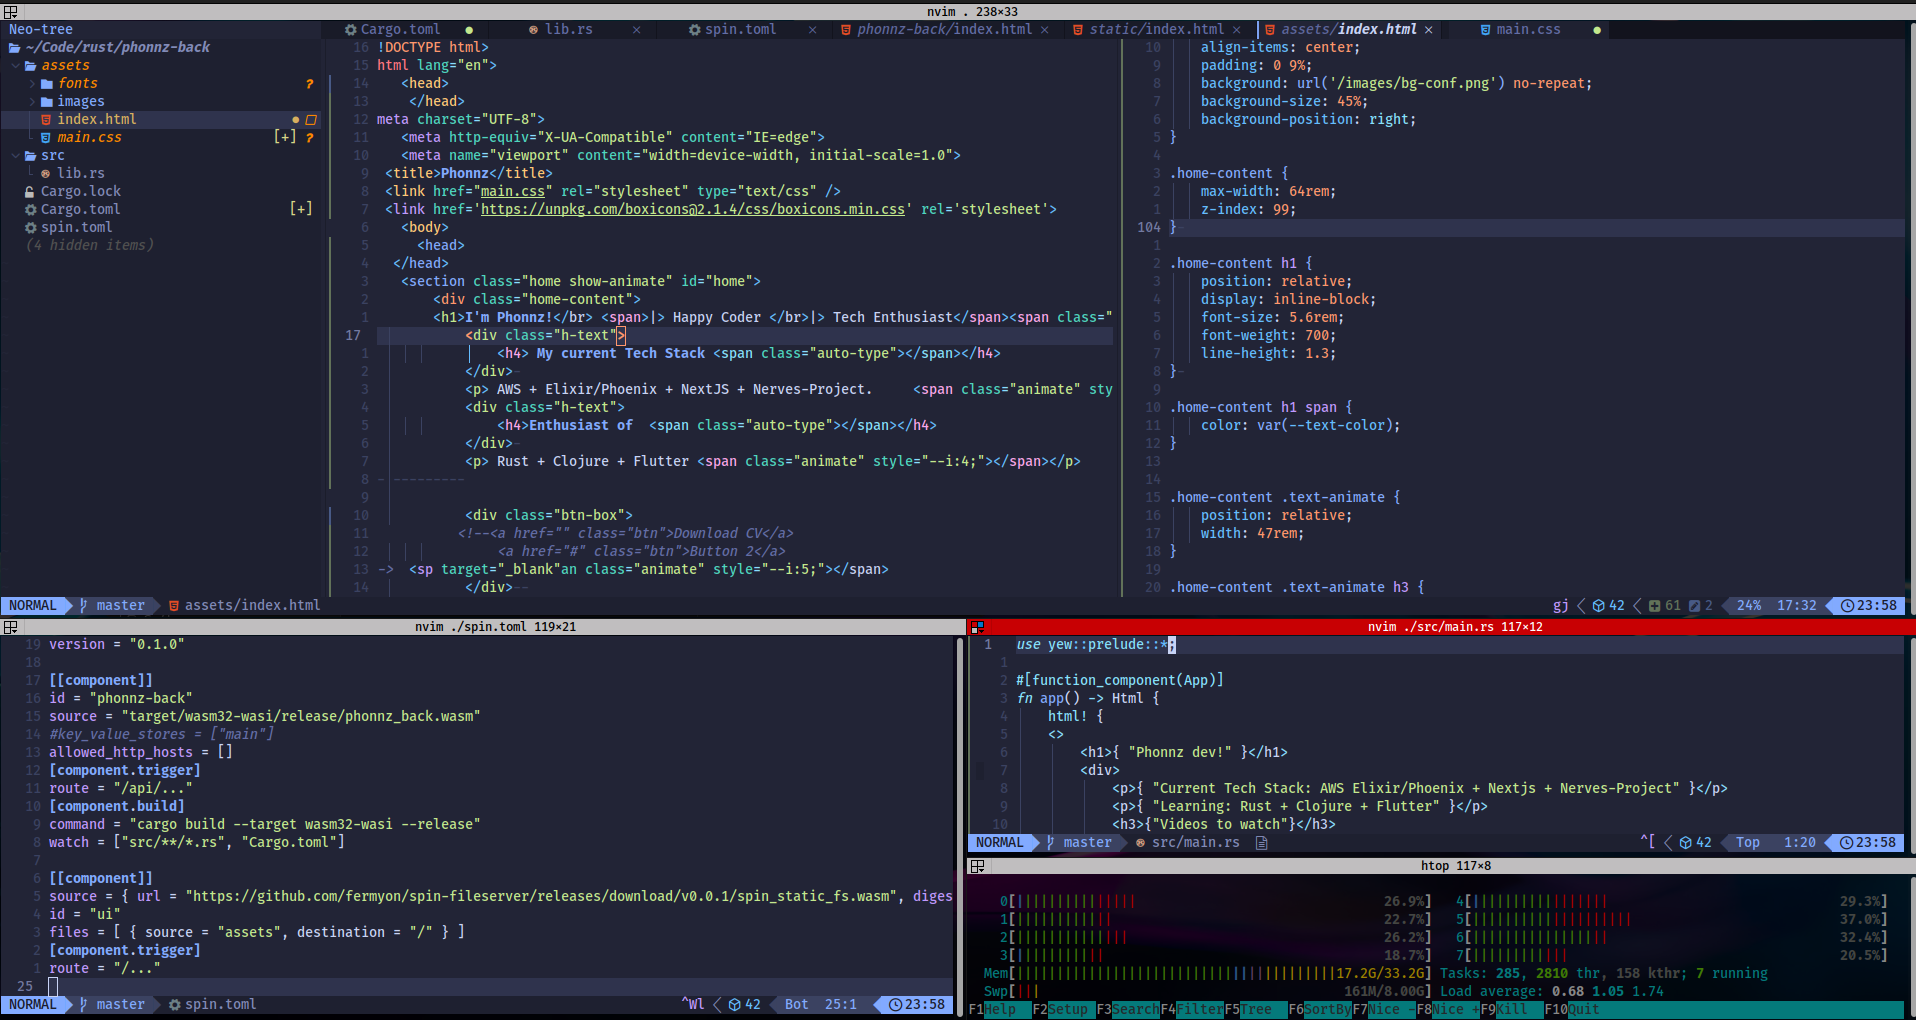 nvim . 238×33
Neo-tree
~/Code/rust/phonnz-back
assets
fonts ?
images
index.html
main.css [+] ?
src
lib.rs
Cargo.lock
Cargo.toml [+]
spin.toml
(4 hidden items)
Cargo.toml ●
lib.rs ×
spin.toml ×
phonnz-back/index.html ×
static/index.html ×
assets/index.html ×
main.css ●
16 !DOCTYPE html>
15 html lang="en">
14 <head>
13 </head>
12 meta charset="UTF-8">
11 <meta http-equiv="X-UA-Compatible" content="IE=edge">
10 <meta name="viewport" content="width=device-width, initial-scale=1.0">
9 <title>Phonnz</title>
8 <link href="main.css" rel="stylesheet" type="text/css" />
7 <link href='https://unpkg.com/boxicons@2.1.4/css/boxicons.min.css' rel='stylesheet'>
6 <body>
5 <head>
4 </head>
3 <section class="home show-animate" id="home">
2 <div class="home-content">
1 <h1>I'm Phonnz!</br> <span>|> Happy Coder </br>|> Tech Enthusiast</span><span class="
17 <div class="h-text">
1 <h4> My current Tech Stack <span class="auto-type"></span></h4>
2 </div>-
3 <p> AWS + Elixir/Phoenix + NextJS + Nerves-Project. <span class="animate" sty
4 <div class="h-text">
5 <h4>Enthusiast of <span class="auto-type"></span></h4>
6 </div>-
7 <p> Rust + Clojure + Flutter <span class="animate" style="--i:4;"></span></p>
8 - ---------
9
10 <div class="btn-box">
11 <!--<a href="" class="btn">Download CV</a>
12 <a href="#" class="btn">Button 2</a>
13 -> <sp target="_blank"an class="animate" style="--i:5;"></span>
14 </div>--
10 align-items: center;
9 padding: 0 9%;
8 background: url('/images/bg-conf.png') no-repeat;
7 background-size: 45%;
6 background-position: right;
5 }
4
3 .home-content {
2 max-width: 64rem;
1 z-index: 99;
104 }-
1
2 .home-content h1 {
3 position: relative;
4 display: inline-block;
5 font-size: 5.6rem;
6 font-weight: 700;
7 line-height: 1.3;
8 }-
9
10 .home-content h1 span {
11 color: var(--text-color);
12 }
13
14
15 .home-content .text-animate {
16 position: relative;
17 width: 47rem;
18 }
19
20 .home-content .text-animate h3 {
NORMAL master assets/index.html gj 42 61 2 24% 17:32 23:58
nvim ./spin.toml 119×21
19 version = "0.1.0"
18
17 [[component]]
16 id = "phonnz-back"
15 source = "target/wasm32-wasi/release/phonnz_back.wasm"
14 #key_value_stores = ["main"]
13 allowed_http_hosts = []
12 [component.trigger]
11 route = "/api/..."
10 [component.build]
9 command = "cargo build --target wasm32-wasi --release"
8 watch = ["src/**/*.rs", "Cargo.toml"]
7
6 [[component]]
5 source = { url = "https://github.com/fermyon/spin-fileserver/releases/download/v0.0.1/spin_static_fs.wasm", diges
4 id = "ui"
3 files = [ { source = "assets", destination = "/" } ]
2 [component.trigger]
1 route = "/..."
25
NORMAL master spin.toml ^Wl 42 Bot 25:1 23:58
nvim ./src/main.rs 117×12
1 use yew::prelude::*;
1
2 #[function_component(App)]
3 fn app() -> Html {
4 html! {
5 <>
6 <h1>{ "Phonnz dev!" }</h1>
7 <div>
8 <p>{ "Current Tech Stack: AWS Elixir/Phoenix + Nextjs + Nerves-Project" }</p>
9 <p>{ "Learning: Rust + Clojure + Flutter" }</p>
10 <h3>{"Videos to watch"}</h3>
NORMAL master src/main.rs ^[ 42 Top 1:20 23:58
htop 117×8
0[ 26.9%] 4[ 29.3%]
1[ 22.7%] 5[ 37.0%]
2[ 26.2%] 6[ 32.4%]
3[ 18.7%] 7[ 20.5%]
Mem[ 17.2G/33.2G] Tasks: 285, 2810 thr, 158 kthr; 7 running
Swp[ 161M/8.00G] Load average: 0.68 1.05 1.74
F1Help F2Setup F3SearchF4FilterF5Tree F6SortByF7Nice -F8Nice +F9Kill F10Quit